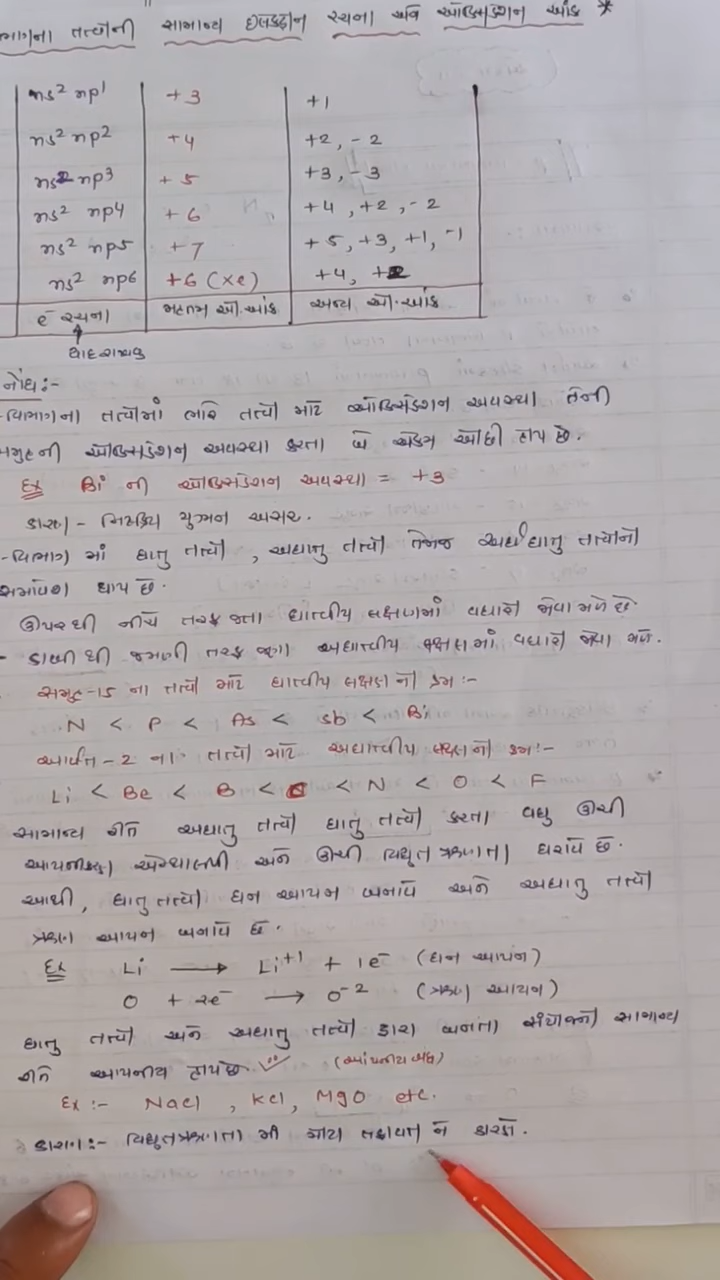 ભાગના તત્વોની સામાન્ય ઈલેક્ટ્રોન રચના અને ઓક્સિડેશન આંક *
ns² np¹ +3 +1
ns² np2 +4 +2, -2
ns2 np3 +5 +3, -3
ns² np4 +6 +4, +2, -2
ns² np5 +7 +5, +3, +1, -1
ns² np6 +6 (xe) +4, +2
e⁻ રચના મહત્તમ ઓ.આંક અન્ય ઓ.આંક
યાદ રાખવુ
નોંધ:-
-વિભાગના તત્વોમાં ભારે તત્વો માટે ઓક્સિડેશન અવસ્થા તેની
સમુહની ઓક્સિડેશન અવસ્થા કરતા બે એકમ ઓછી હોય છે.
Ex Bi ની ઓક્સિડેશન અવસ્થા = +3
કારણ - નિષ્ક્રિય યુગ્મન અસર.
-વિભાગ માં ધાતુ તત્વો, અધાતુ તત્વો તેમજ અર્ધધાતુ તત્વોનો
સમાવેશ થાય છે.
ઉપરથી નીચે તરફ જતા ધાત્વીય લક્ષણમાં વધારો જોવા મળે છે
- ડાબી થી જમણી તરફ જતા અધાત્વીય લક્ષણમાં વધારો જોવા મળે.
સમૂહ-15 ના તત્વો માટે ધાત્વીય લક્ષણ નો ક્રમ:-
N < P < As < sb < Bi
આવર્ત-2 ના તત્વો માટે અધાત્વીય લક્ષણ નો ક્રમ:-
Li < Be < B < C < N < O < F
સામાન્ય રીતે અધાતુ તત્વો ધાતુ તત્વો કરતા વધુ ઊંચી
આયનીકરણ એન્થાલ્પી અને ઊંચી વિદ્યુત ઋણતા ધરાવે છે.
આથી, ધાતુ તત્વો ધન આયન બનાવે અને અધાતુ તત્વો
ઋણ આયન બનાવે છે.
Ex Li ⟶ Li⁺¹ + 1e⁻ (ધન આયન)
O + 2e⁻ ⟶ O⁻² (ઋણ આયન)
ધાતુ તત્વો અને અધાતુ તત્વો દ્વારા બનતા સંયોજનો સામાન્ય
રીતે આયનીય હોય છે. (આયનીય બંધ)
Ex :- Nacl, kcl, MgO etc.
કારણ:- વિદ્યુતઋણતા મી મોટા તફાવત ન કારણે.